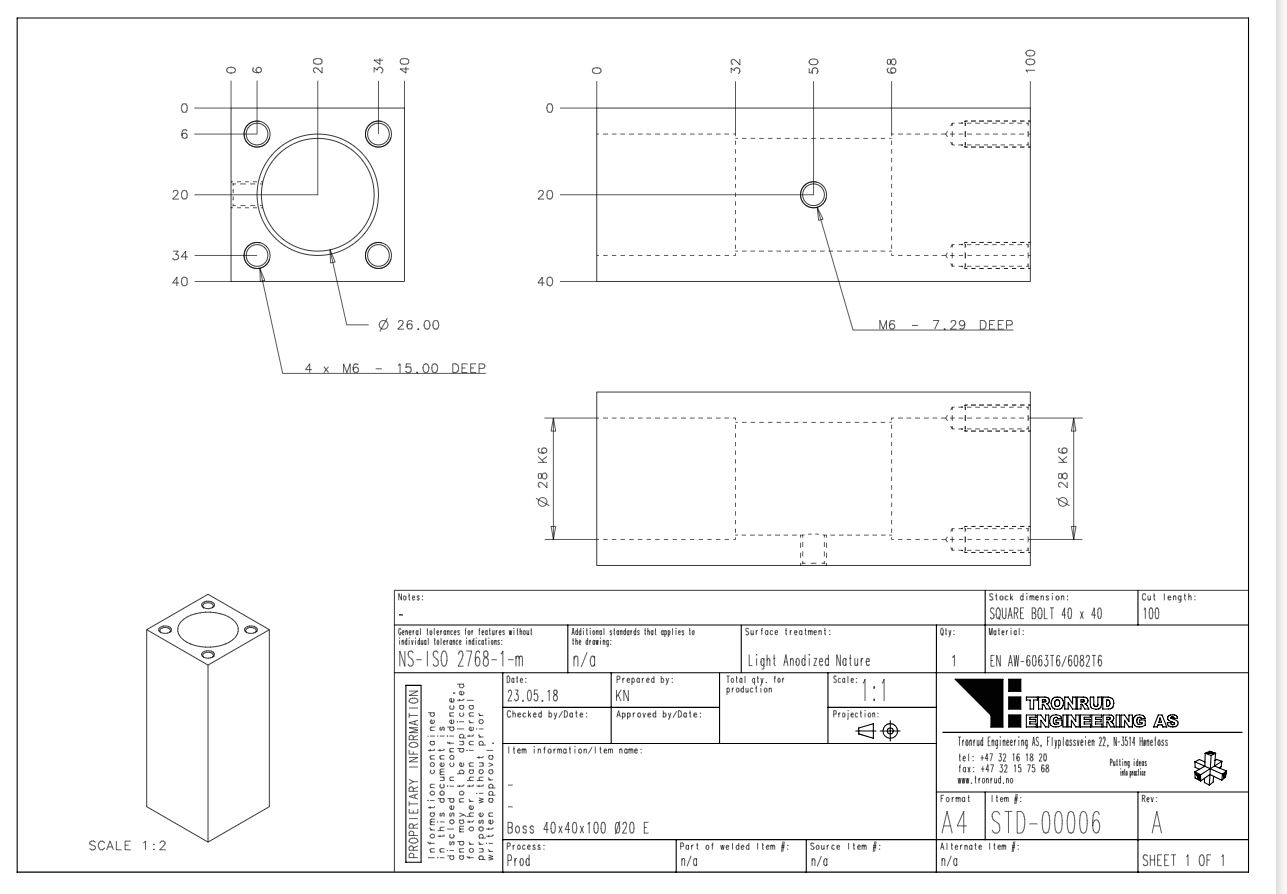 0 6 20 34 40
0
6
20
34
40
Ø 26.00
4 x M6 - 15.00 DEEP
0 32 50 68 100
0
20
40
M6 - 7.29 DEEP
Ø 28 K6
Ø 28 K6
SCALE 1:2
Notes:
-
Stock dimension:
SQUARE BOLT 40 x 40
Cut length:
100
General tolerances for features without
individual tolerance indications:
NS-ISO 2768-1-m
Additional standards that applies to
the drawing:
n/a
Surface treatment:
Light Anodized Nature
Qty:
1
Material:
EN AW-6063T6/6082T6
PROPRIETARY INFORMATION
Information contained
in this document is
disclosed in confidence,
and may not be duplicated
for other than internal
purpose without prior
written approval.
Date:
23.05.18
Prepared by:
KN
Total qty. for
production
Scale:
1:1
Checked by/Date:
Approved by/Date:
Projection:
TRONRUD
ENGINEERING AS
Tronrud Engineering AS, Flyplassveien 22, N-3514 Hønefoss
tel: +47 32 16 18 20
fax: +47 32 15 75 68
www.tronrud.no
Putting ideas
into practice
Item information/Item name:
-
-
Boss 40x40x100 Ø20 E
Format
A4
Item #:
STD-00006
Rev:
A
Process:
Prod
Part of welded Item #:
n/a
Source Item #:
n/a
Alternate Item #:
n/a
SHEET 1 OF 1